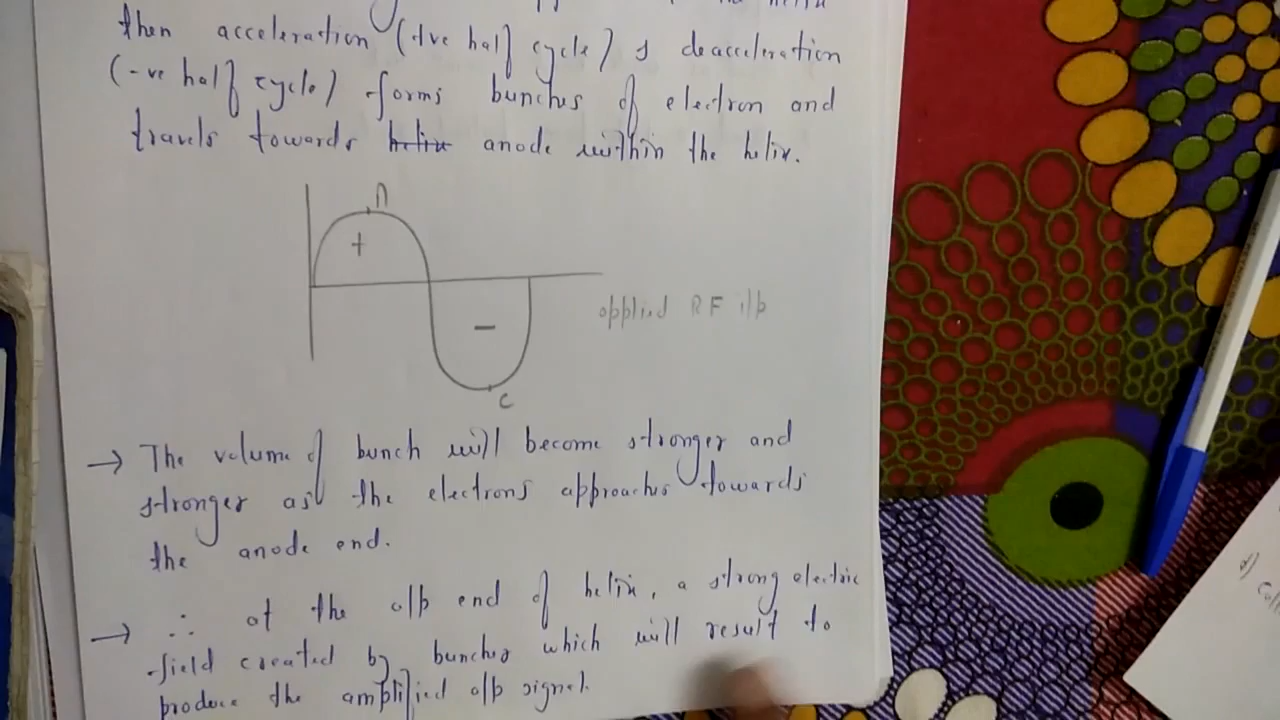 then acceleration (+ve half cycle) & deacceleration
(-ve half cycle) forms bunches of electron and
travels towards helix anode within the helix.
A
+
applied RF i/p
-
C
→ The volume of bunch will become stronger and
stronger as the electrons approaches towards
the anode end.
→ ∴ at the o/p end of helix, a strong electric
field created by bunches which will result to
produce the amplified o/p signal.